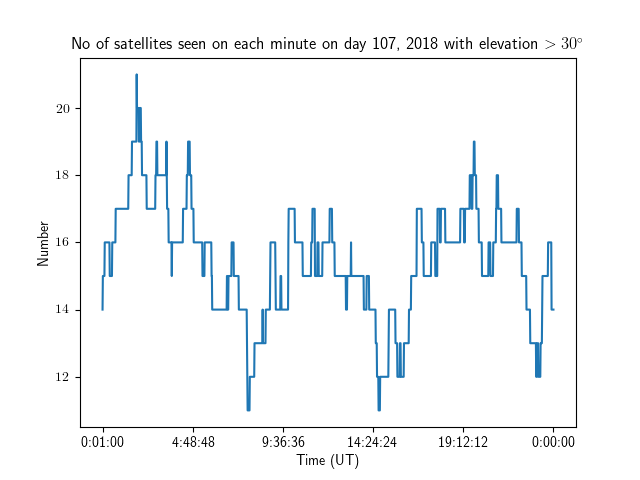 No of satellites seen on each minute on day 107, 2018 with elevation > 30°
20
18
16
14
12
Number
0:01:00 4:48:48 9:36:36 14:24:24 19:12:12 0:00:00
Time (UT)